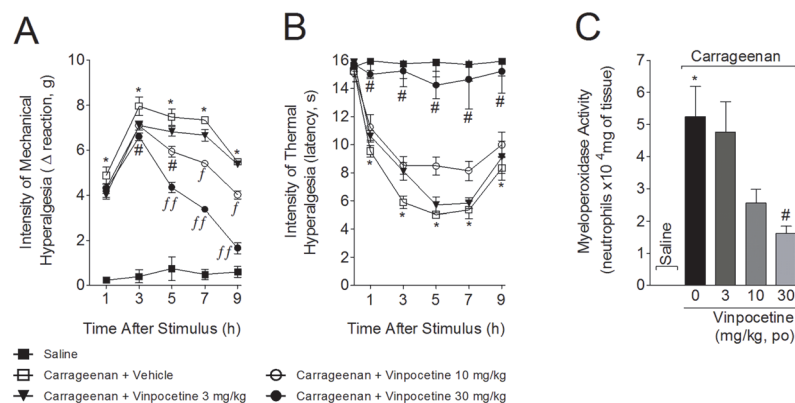 A
Intensity of Mechanical
Hyperalgesia ( Δ reaction, g)
10
8
6
4
2
0
* * * * # # ƒ ƒ ƒƒ ƒƒ ƒƒ
1 3 5 7 9
Time After Stimulus (h)
B
Intensity of Thermal
Hyperalgesia (latency, s)
16
14
12
10
8
6
4
2
0
# # # # #
* * * * *
1 3 5 7 9
Time After Stimulus (h)
C
Carrageenan
Myeloperoxidase Activity
(neutrophils x10 4mg of tissue)
7
6
5
4
3
2
1
0
*
#
Saline
0 3 10 30
Vinpocetine
(mg/kg, po)
Saline
Carrageenan + Vehicle
Carrageenan + Vinpocetine 3 mg/kg
Carrageenan + Vinpocetine 10 mg/kg
Carrageenan + Vinpocetine 30 mg/kg